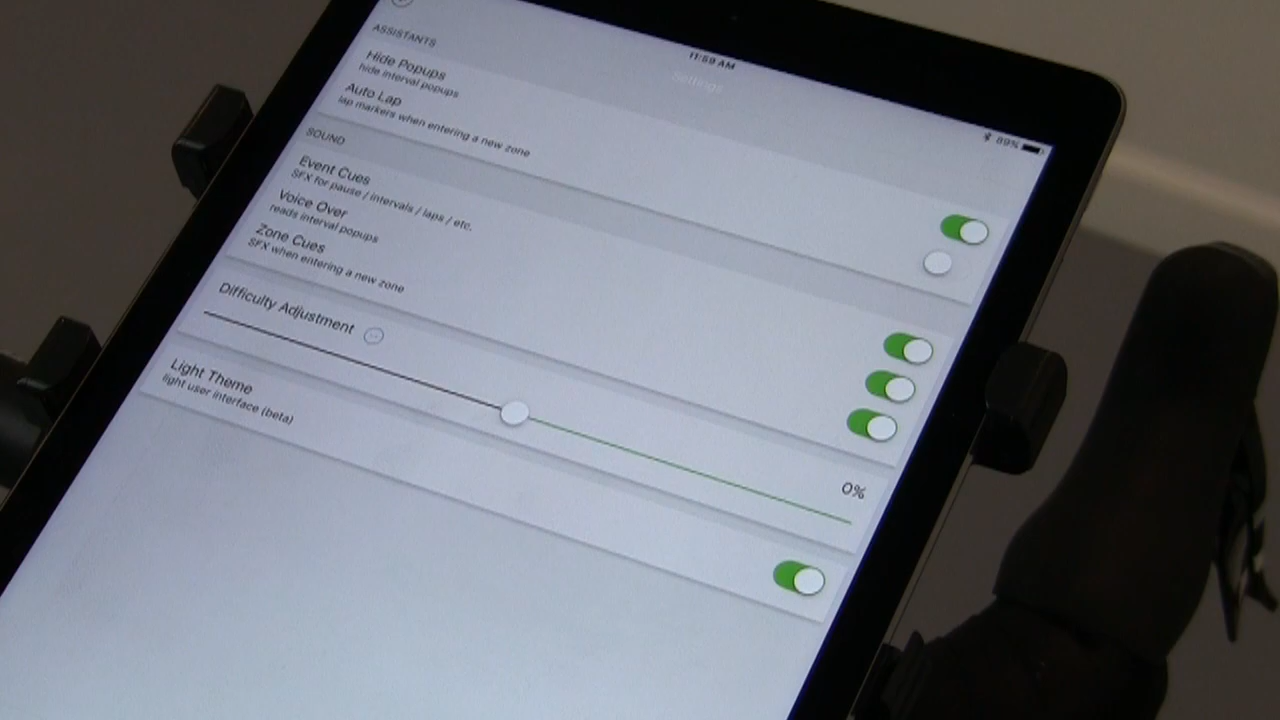 11:59 AM
89%
Settings
ASSISTANTS
Hide Popups
hide interval popups
Auto Lap
lap markers when entering a new zone
SOUND
Event Cues
SFX for pause / intervals / laps / etc.
Voice Over
reads interval popups
Zone Cues
SFX when entering a new zone
Difficulty Adjustment
0%
Light Theme
light user interface (beta)